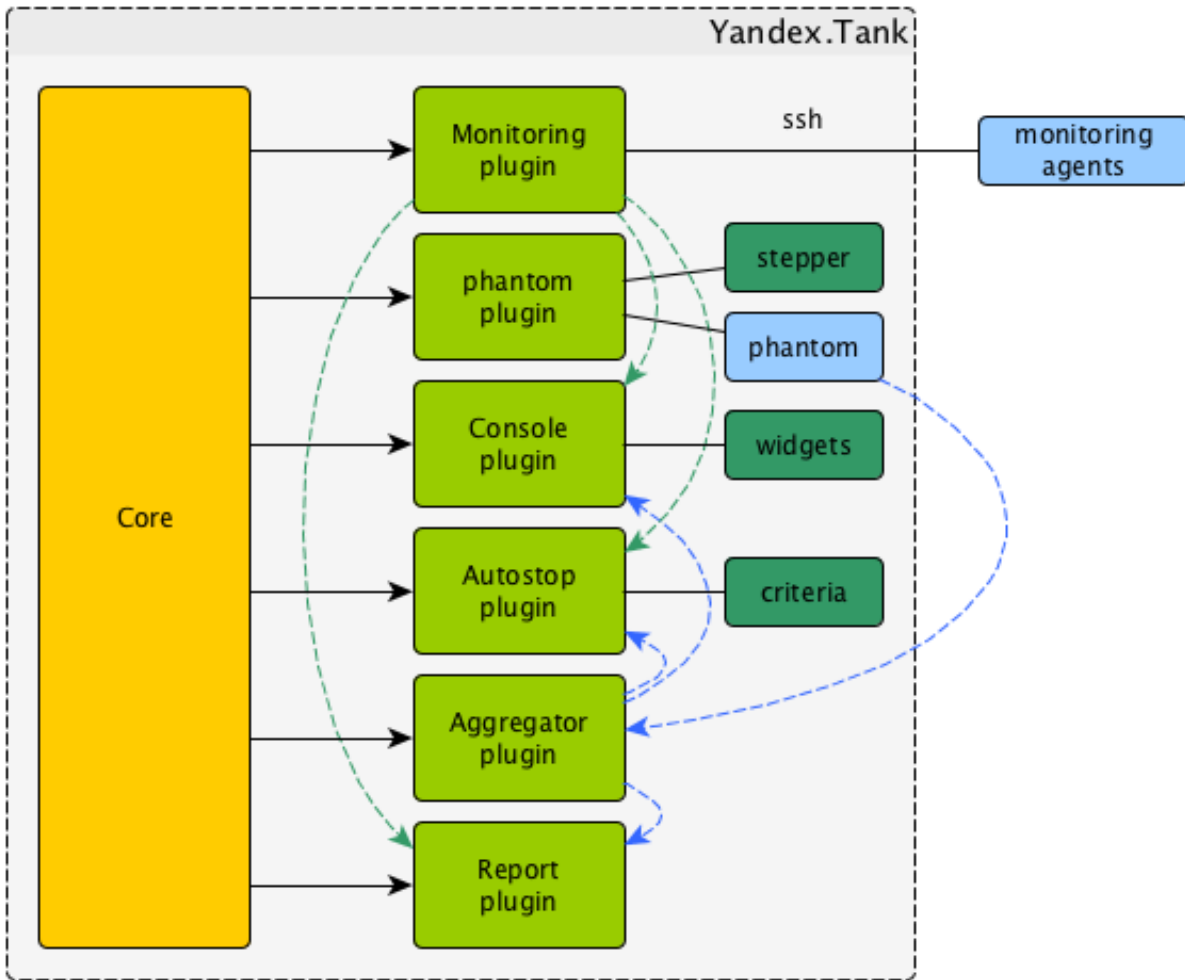 Yandex.Tank
Core
Monitoring
plugin
ssh
monitoring
agents
phantom
plugin
stepper
phantom
Console
plugin
widgets
Autostop
plugin
criteria
Aggregator
plugin
Report
plugin